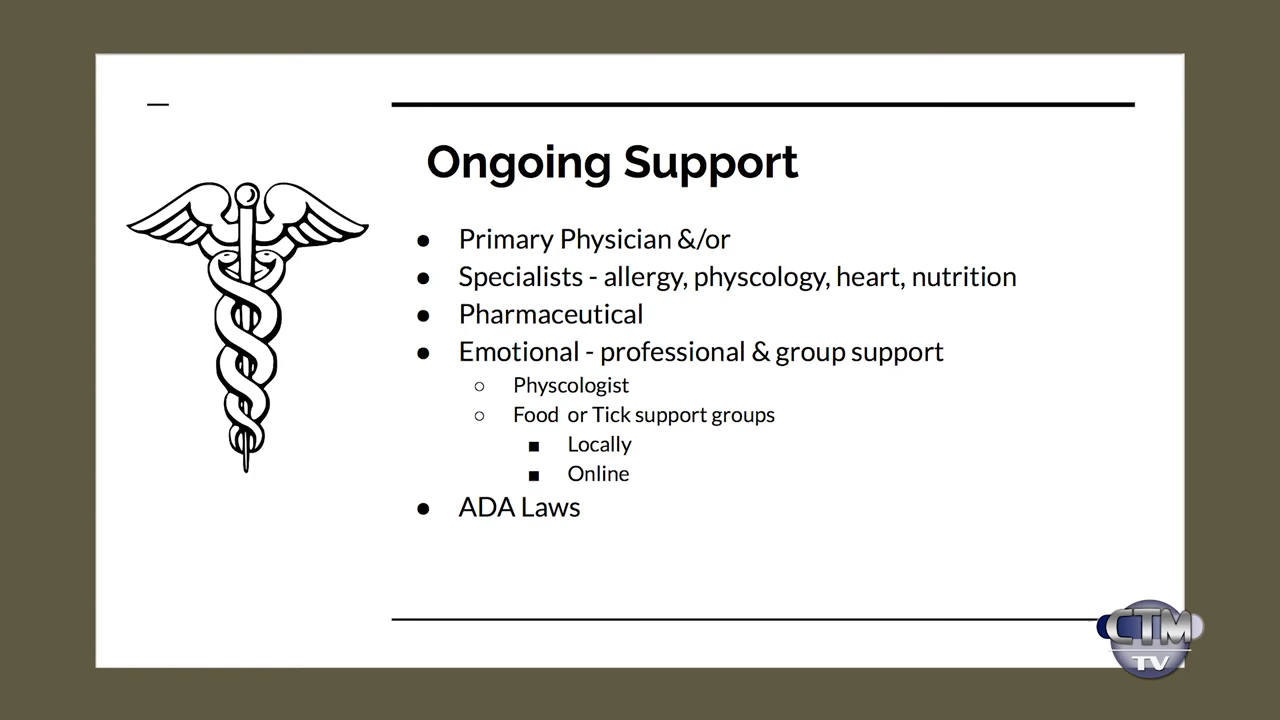 Ongoing Support
● Primary Physician &/or
● Specialists - allergy, physcology, heart, nutrition
● Pharmaceutical
● Emotional - professional & group support
○ Physcologist
○ Food or Tick support groups
■ Locally
■ Online
● ADA Laws
CTM
TV